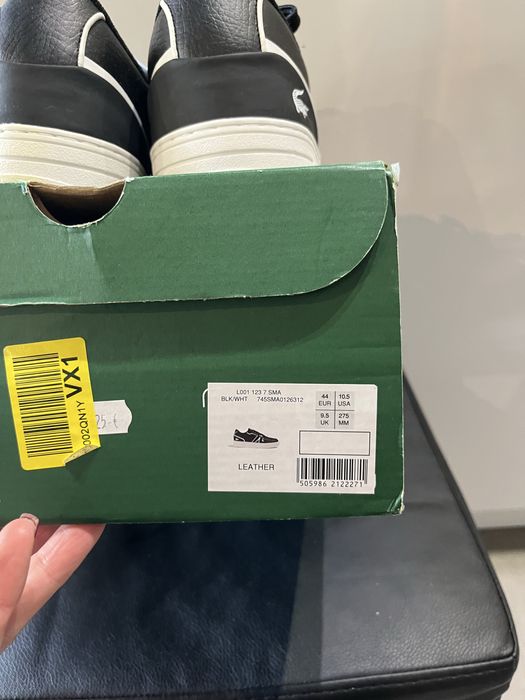 L001 123 7 SMA
BLK/WHT 745SMA0126312
44 EUR 10.5 USA
9.5 UK 275 MM
LEATHER
505986 2122271
VX1
002QN1Y
25-€